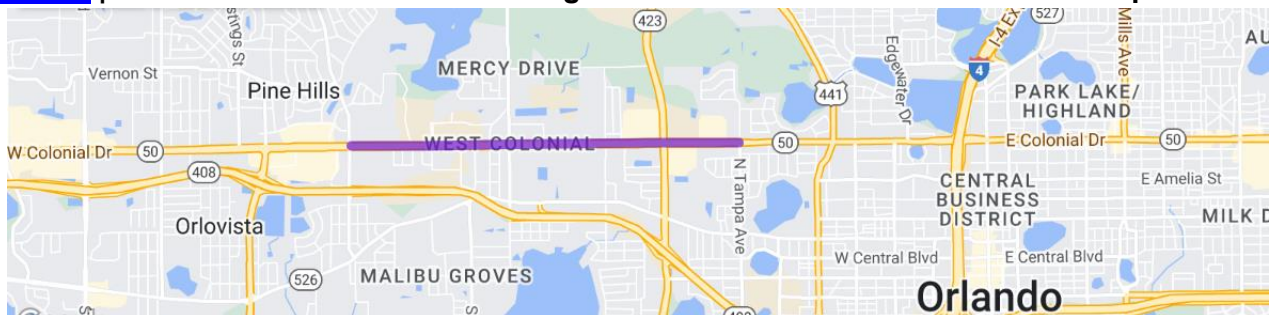 423
527
I-4 EX
Mills Ave
Vernon St
Pine Hills
MERCY DRIVE
Edgewater Dr
441
4
PARK LAKE/
HIGHLAND
AU
W Colonial Dr
50
WEST COLONIAL
50
E Colonial Dr
50
408
N Tampa Ave
CENTRAL
BUSINESS
DISTRICT
E Amelia St
Orlovista
MILK D
526
MALIBU GROVES
W Central Blvd
E Central Blvd
Orlando